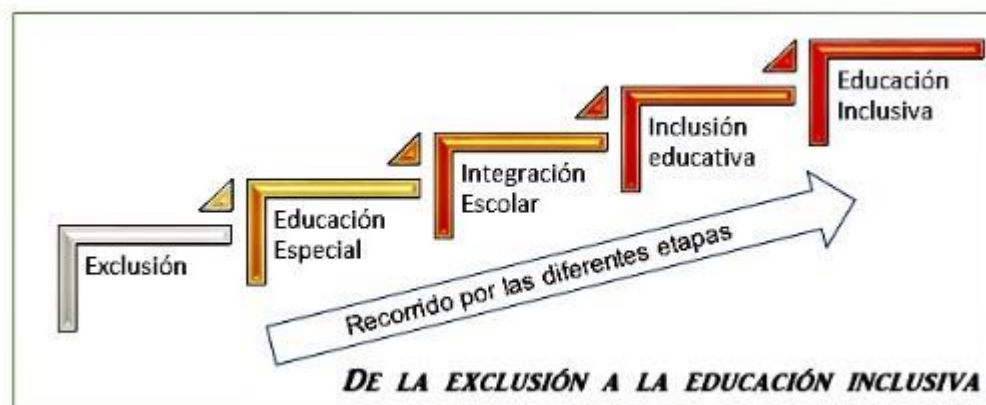 Exclusión
Educación
Especial
Integración
Escolar
Inclusión
educativa
Educación
Inclusiva
Recorrido por las diferentes etapas
DE LA EXCLUSIÓN A LA EDUCACIÓN INCLUSIVA